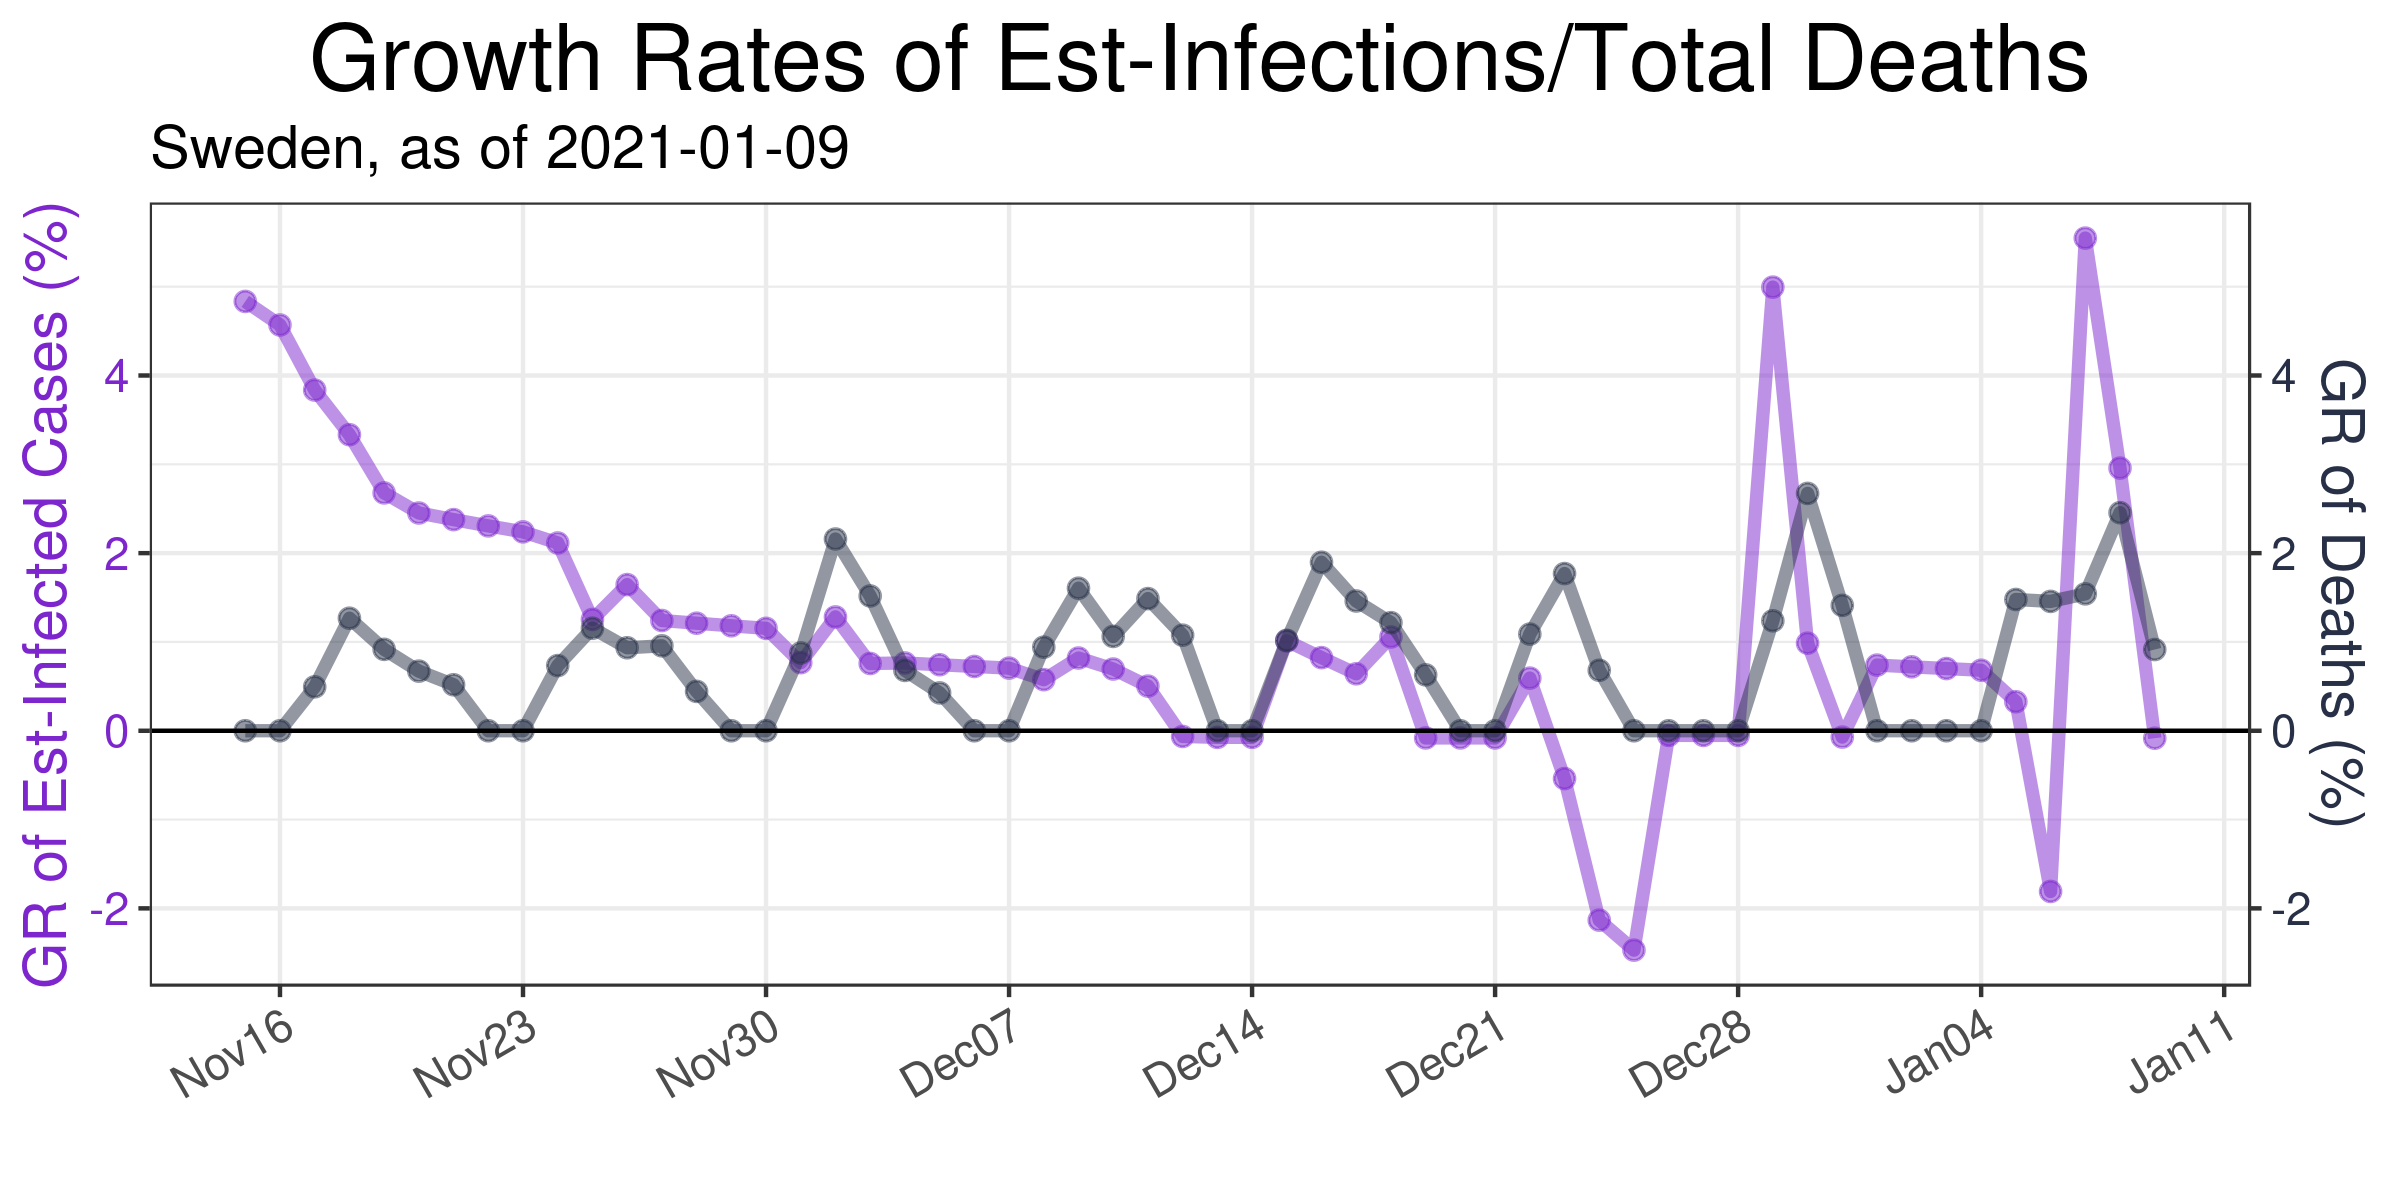 Growth Rates of Est-Infections/Total Deaths
Sweden, as of 2021-01-09
GR of Est-Infected Cases (%)
4
2
0
-2
4
2
0
-2
GR of Deaths (%)
Nov16
Nov23
Nov30
Dec07
Dec14
Dec21
Dec28
Jan04
Jan11